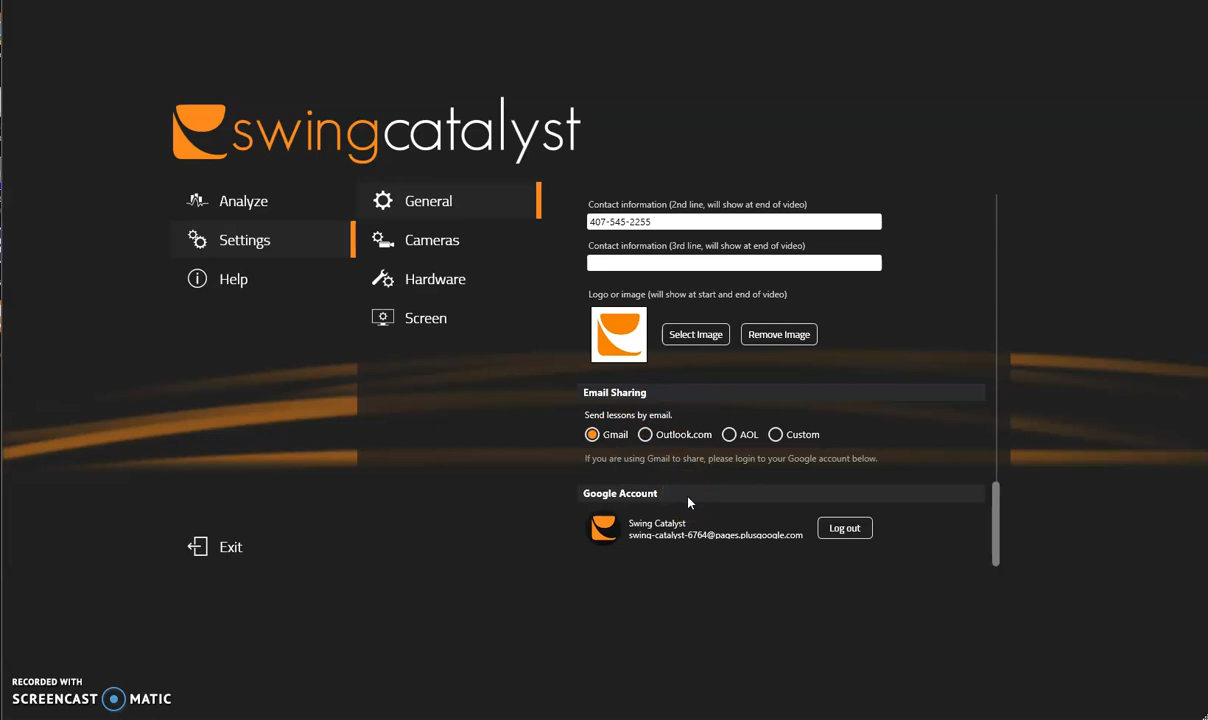 swingcatalyst
Analyze
Settings
Help
Exit
General
Cameras
Hardware
Screen
Contact information (2nd line, will show at end of video)
407-545-2255
Contact information (3rd line, will show at end of video)
Logo or image (will show at start and end of video)
Select Image
Remove Image
Email Sharing
Send lessons by email.
Gmail Outlook.com AOL Custom
If you are using Gmail to share, please login to your Google account below.
Google Account
Swing Catalyst
swing-catalyst-6764@pages.plusgoogle.com
Log out
RECORDED WITH
SCREENCAST MATIC